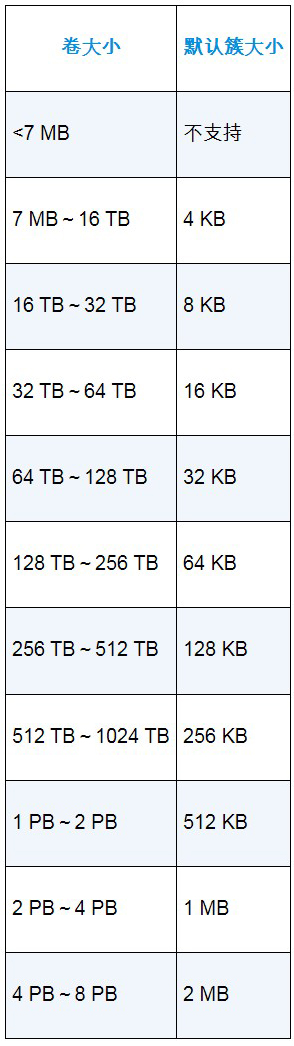 卷大小 默认簇大小
<7 MB 不支持
7 MB ~ 16 TB 4 KB
16 TB ~ 32 TB 8 KB
32 TB ~ 64 TB 16 KB
64 TB ~ 128 TB 32 KB
128 TB ~ 256 TB 64 KB
256 TB ~ 512 TB 128 KB
512 TB ~ 1024 TB 256 KB
1 PB ~ 2 PB 512 KB
2 PB ~ 4 PB 1 MB
4 PB ~ 8 PB 2 MB